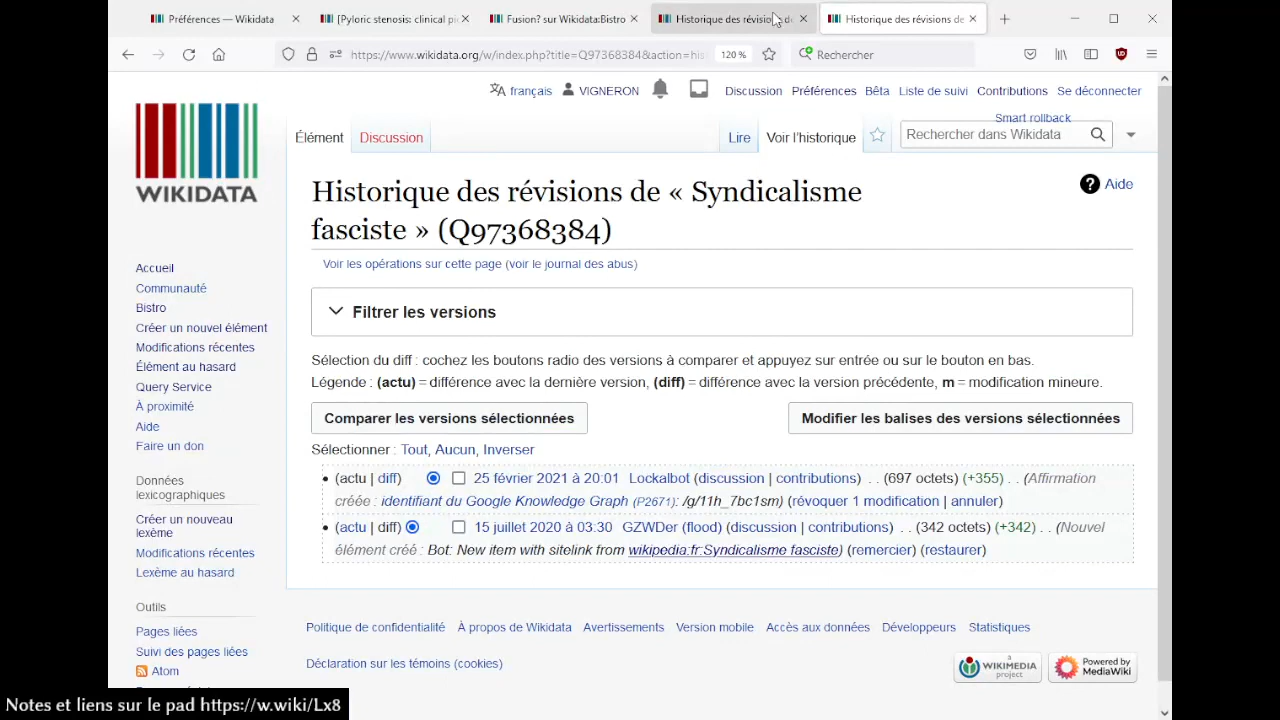 Préférences — Wikidata
[Pyloric stenosis: clinical pi
Fusion? sur Wikidata:Bistro
Historique des révisions de
Historique des révisions de
https://www.wikidata.org/w/index.php?title=Q97368384&action=his
120 %
Rechercher
français
VIGNERON
Discussion
Préférences
Bêta
Liste de suivi
Contributions
Se déconnecter
Smart rollback
Élément
Discussion
Lire
Voir l'historique
Rechercher dans Wikidata
WIKIDATA
Historique des révisions de « Syndicalisme
fasciste » (Q97368384)
Aide
Voir les opérations sur cette page (voir le journal des abus)
Filtrer les versions
Sélection du diff : cochez les boutons radio des versions à comparer et appuyez sur entrée ou sur le bouton en bas.
Légende : (actu) = différence avec la dernière version, (diff) = différence avec la version précédente, m = modification mineure.
Comparer les versions sélectionnées
Modifier les balises des versions sélectionnées
Sélectionner : Tout, Aucun, Inverser
(actu | diff) 25 février 2021 à 20:01 Lockalbot (discussion | contributions) . . (697 octets) (+355) . . (Affirmation
créée : identifiant du Google Knowledge Graph (P2671): /g/11h_7bc1sm) (révoquer 1 modification | annuler)
(actu | diff) 15 juillet 2020 à 03:30 GZWDer (flood) (discussion | contributions) . . (342 octets) (+342) . . (Nouvel
élément créé : Bot: New item with sitelink from wikipedia:fr:Syndicalisme fasciste) (remercier) (restaurer)
Accueil
Communauté
Bistro
Créer un nouvel élément
Modifications récentes
Élément au hasard
Query Service
À proximité
Aide
Faire un don
Données
lexicographiques
Créer un nouveau
lexème
Modifications récentes
Lexème au hasard
Outils
Pages liées
Suivi des pages liées
Atom
Politique de confidentialité
À propos de Wikidata
Avertissements
Version mobile
Accès aux données
Développeurs
Statistiques
Déclaration sur les témoins (cookies)
a
WIKIMEDIA
project
Powered by
MediaWiki
Notes et liens sur le pad https://w.wiki/Lx8